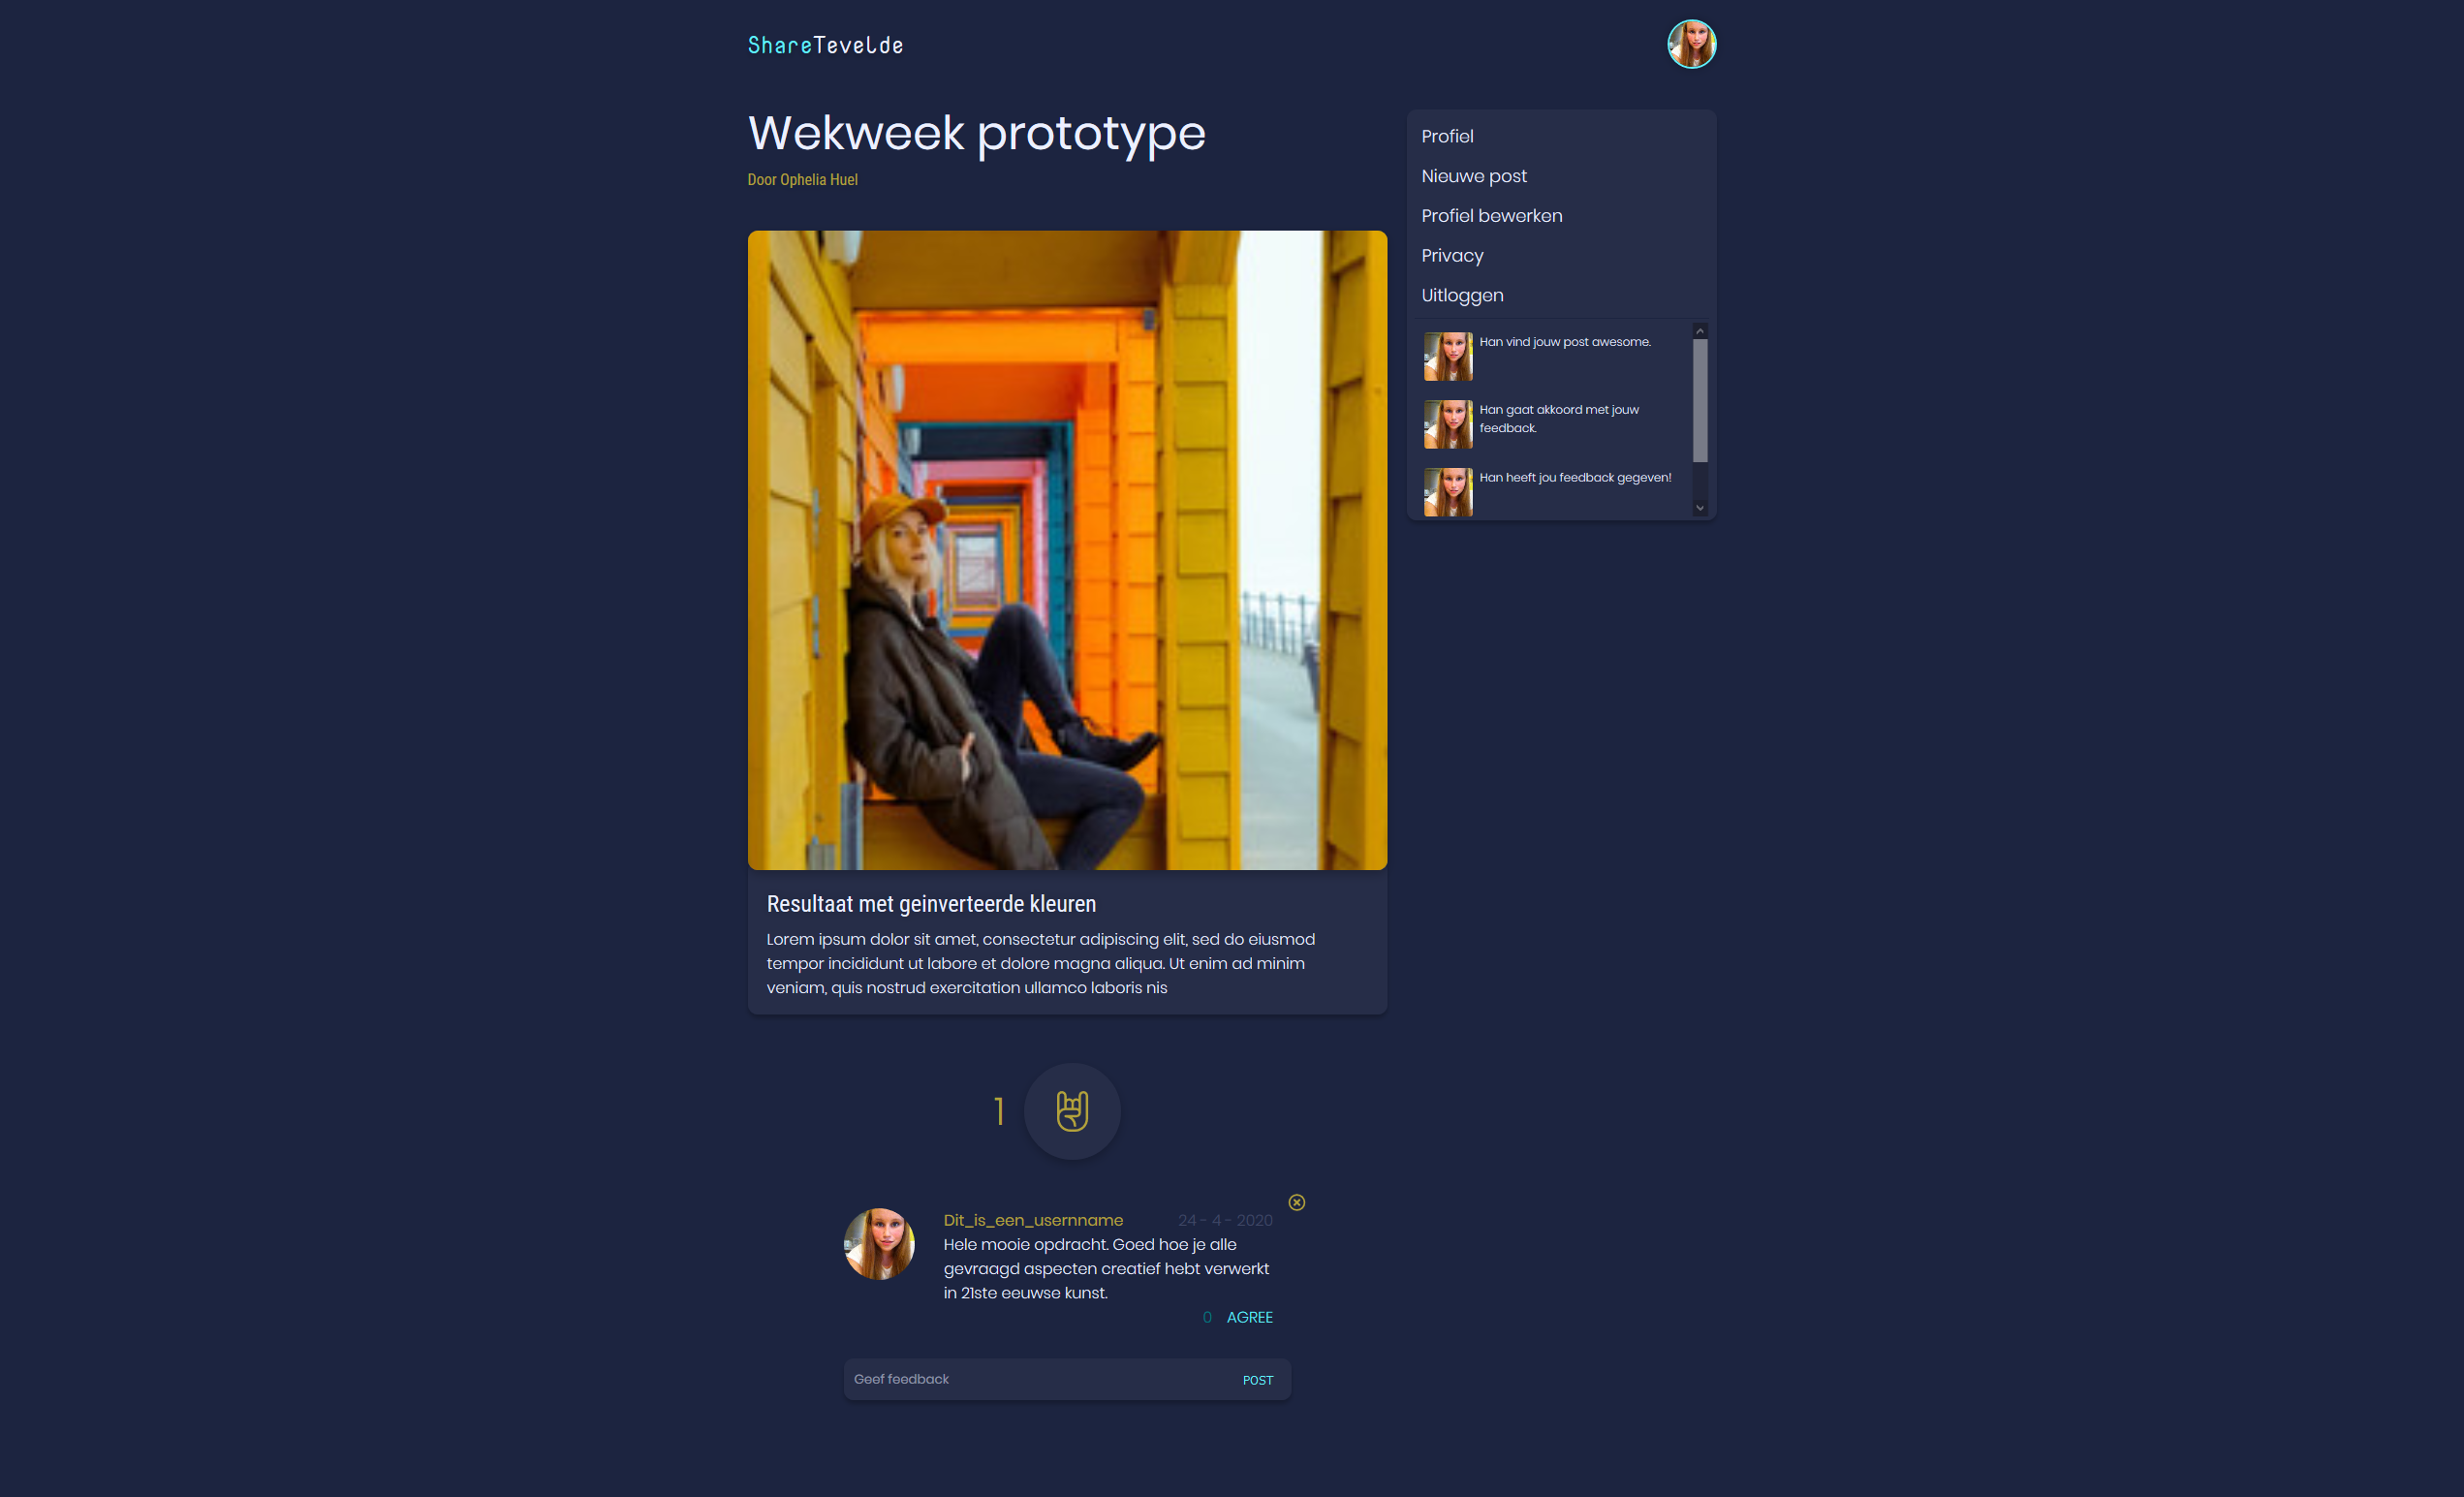 ShareTevelde
Wekweek prototype
Door Ophelia Huel
Profiel
Nieuwe post
Profiel bewerken
Privacy
Uitloggen
Han vind jouw post awesome.
Han gaat akkoord met jouw
feedback.
Han heeft jou feedback gegeven!
Resultaat met geinverteerde kleuren
Lorem ipsum dolor sit amet, consectetur adipiscing elit, sed do eiusmod
tempor incididunt ut labore et dolore magna aliqua. Ut enim ad minim
veniam, quis nostrud exercitation ullamco laboris nis
1
Dit_is_een_usernname 24 - 4 - 2020
Hele mooie opdracht. Goed hoe je alle
gevraagd aspecten creatief hebt verwerkt
in 21ste eeuwse kunst.
0 AGREE
Geef feedback POST